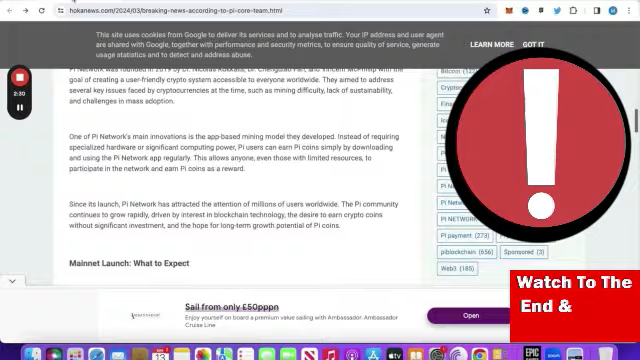 hokanews.com/2024/03/breaking-news-according-to-pi-core-team.html
This site uses cookies from Google to deliver its services and to analyse traffic. Your IP address and user agent
are shared with Google, together with performance and security metrics, to ensure quality of service, generate
usage statistics and to detect and address abuse.
LEARN MORE GOT IT
2:30
goal of creating a user-friendly crypto system accessible to everyone worldwide. They aimed to address
several key issues faced by cryptocurrencies at the time, such as mining difficulty, lack of sustainability,
and challenges in mass adoption.
One of Pi Network's main innovations is the app-based mining model they developed. Instead of requiring
specialized hardware or significant computing power, Pi users can earn Pi coins simply by downloading
and using the Pi Network app regularly. This allows anyone, even those with limited resources, to
participate in the network and earn Pi coins as a reward.
Since its launch, Pi Network has attracted the attention of millions of users worldwide. The Pi community
continues to grow rapidly, driven by interest in blockchain technology, the desire to earn crypto coins
without significant investment, and the hope for long-term growth potential of Pi coins.
Mainnet Launch: What to Expect
Bitcoin
Pi NETWORK
Pi payment (273)
piblockchain (656) Sponsored (3)
Web3 (185)
Watch To The
End &
Sail from only £50pppn
Enjoy yourself on board a premium value sailing with Ambassador. Ambassador
Cruise Line
Open
13
EPIC